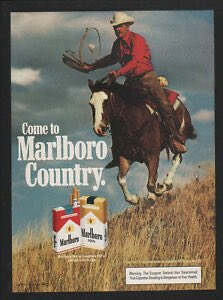 Come to
Marlboro
Country.
Marlboro
Marlboro
Warning: The Surgeon General Has Determined
That Cigarette Smoking Is Dangerous to Your Health.